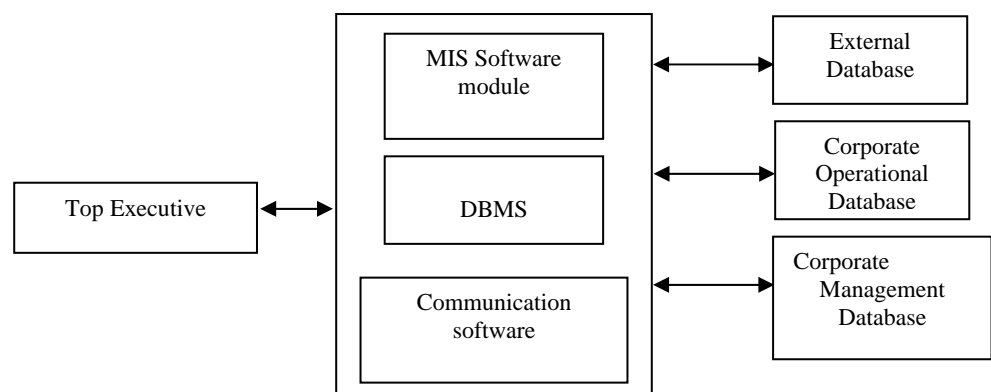 Top Executive
MIS Software
module
DBMS
Communication
software
External
Database
Corporate
Operational
Database
Corporate
Management
Database